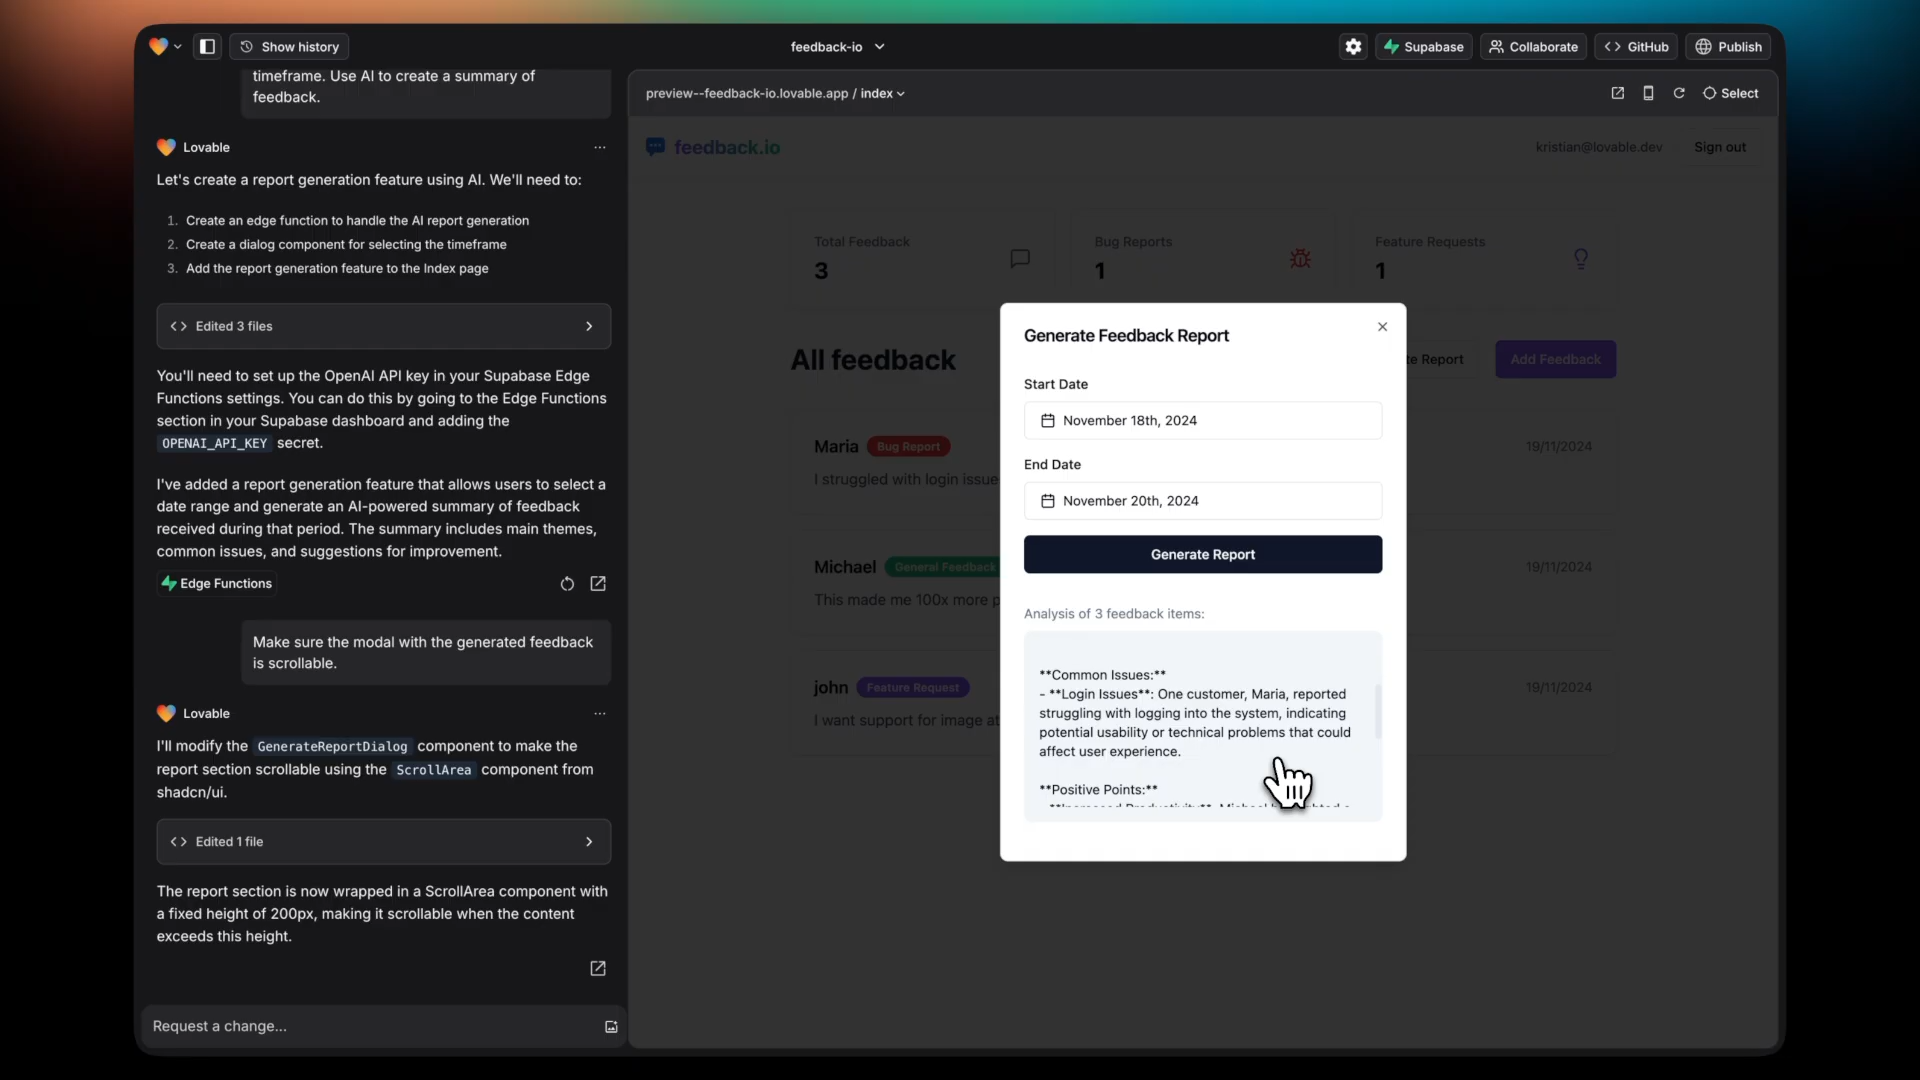 Show history
feedback-io
Supabase
Collaborate
GitHub
Publish
timeframe. Use AI to create a summary of
feedback.
Lovable
Let's create a report generation feature using AI. We'll need to:
1. Create an edge function to handle the AI report generation
2. Create a dialog component for selecting the timeframe
3. Add the report generation feature to the Index page
Edited 3 files
You'll need to set up the OpenAI API key in your Supabase Edge
Functions settings. You can do this by going to the Edge Functions
section in your Supabase dashboard and adding the
OPENAI_API_KEY secret.
I've added a report generation feature that allows users to select a
date range and generate an AI-powered summary of feedback
received during that period. The summary includes main themes,
common issues, and suggestions for improvement.
Edge Functions
Make sure the modal with the generated feedback
is scrollable.
Lovable
I'll modify the GenerateReportDialog component to make the
report section scrollable using the ScrollArea component from
shadcn/ui.
Edited 1 file
The report section is now wrapped in a ScrollArea component with
a fixed height of 200px, making it scrollable when the content
exceeds this height.
Request a change...
preview--feedback-io.lovable.app / index
Select
feedback.io
kristian@lovable.dev
Sign out
Total Feedback
3
Bug Reports
1
Feature Requests
1
All feedback
te Report
Add Feedback
Maria Bug Report
19/11/2024
I struggled with login issue
Michael General Feedback
19/11/2024
This made me 100x more p
john Feature Request
19/11/2024
I want support for image at
Generate Feedback Report
Start Date
November 18th, 2024
End Date
November 20th, 2024
Generate Report
Analysis of 3 feedback items:
**Common Issues:**
- **Login Issues**: One customer, Maria, reported
struggling with logging into the system, indicating
potential usability or technical problems that could
affect user experience.
**Positive Points:**